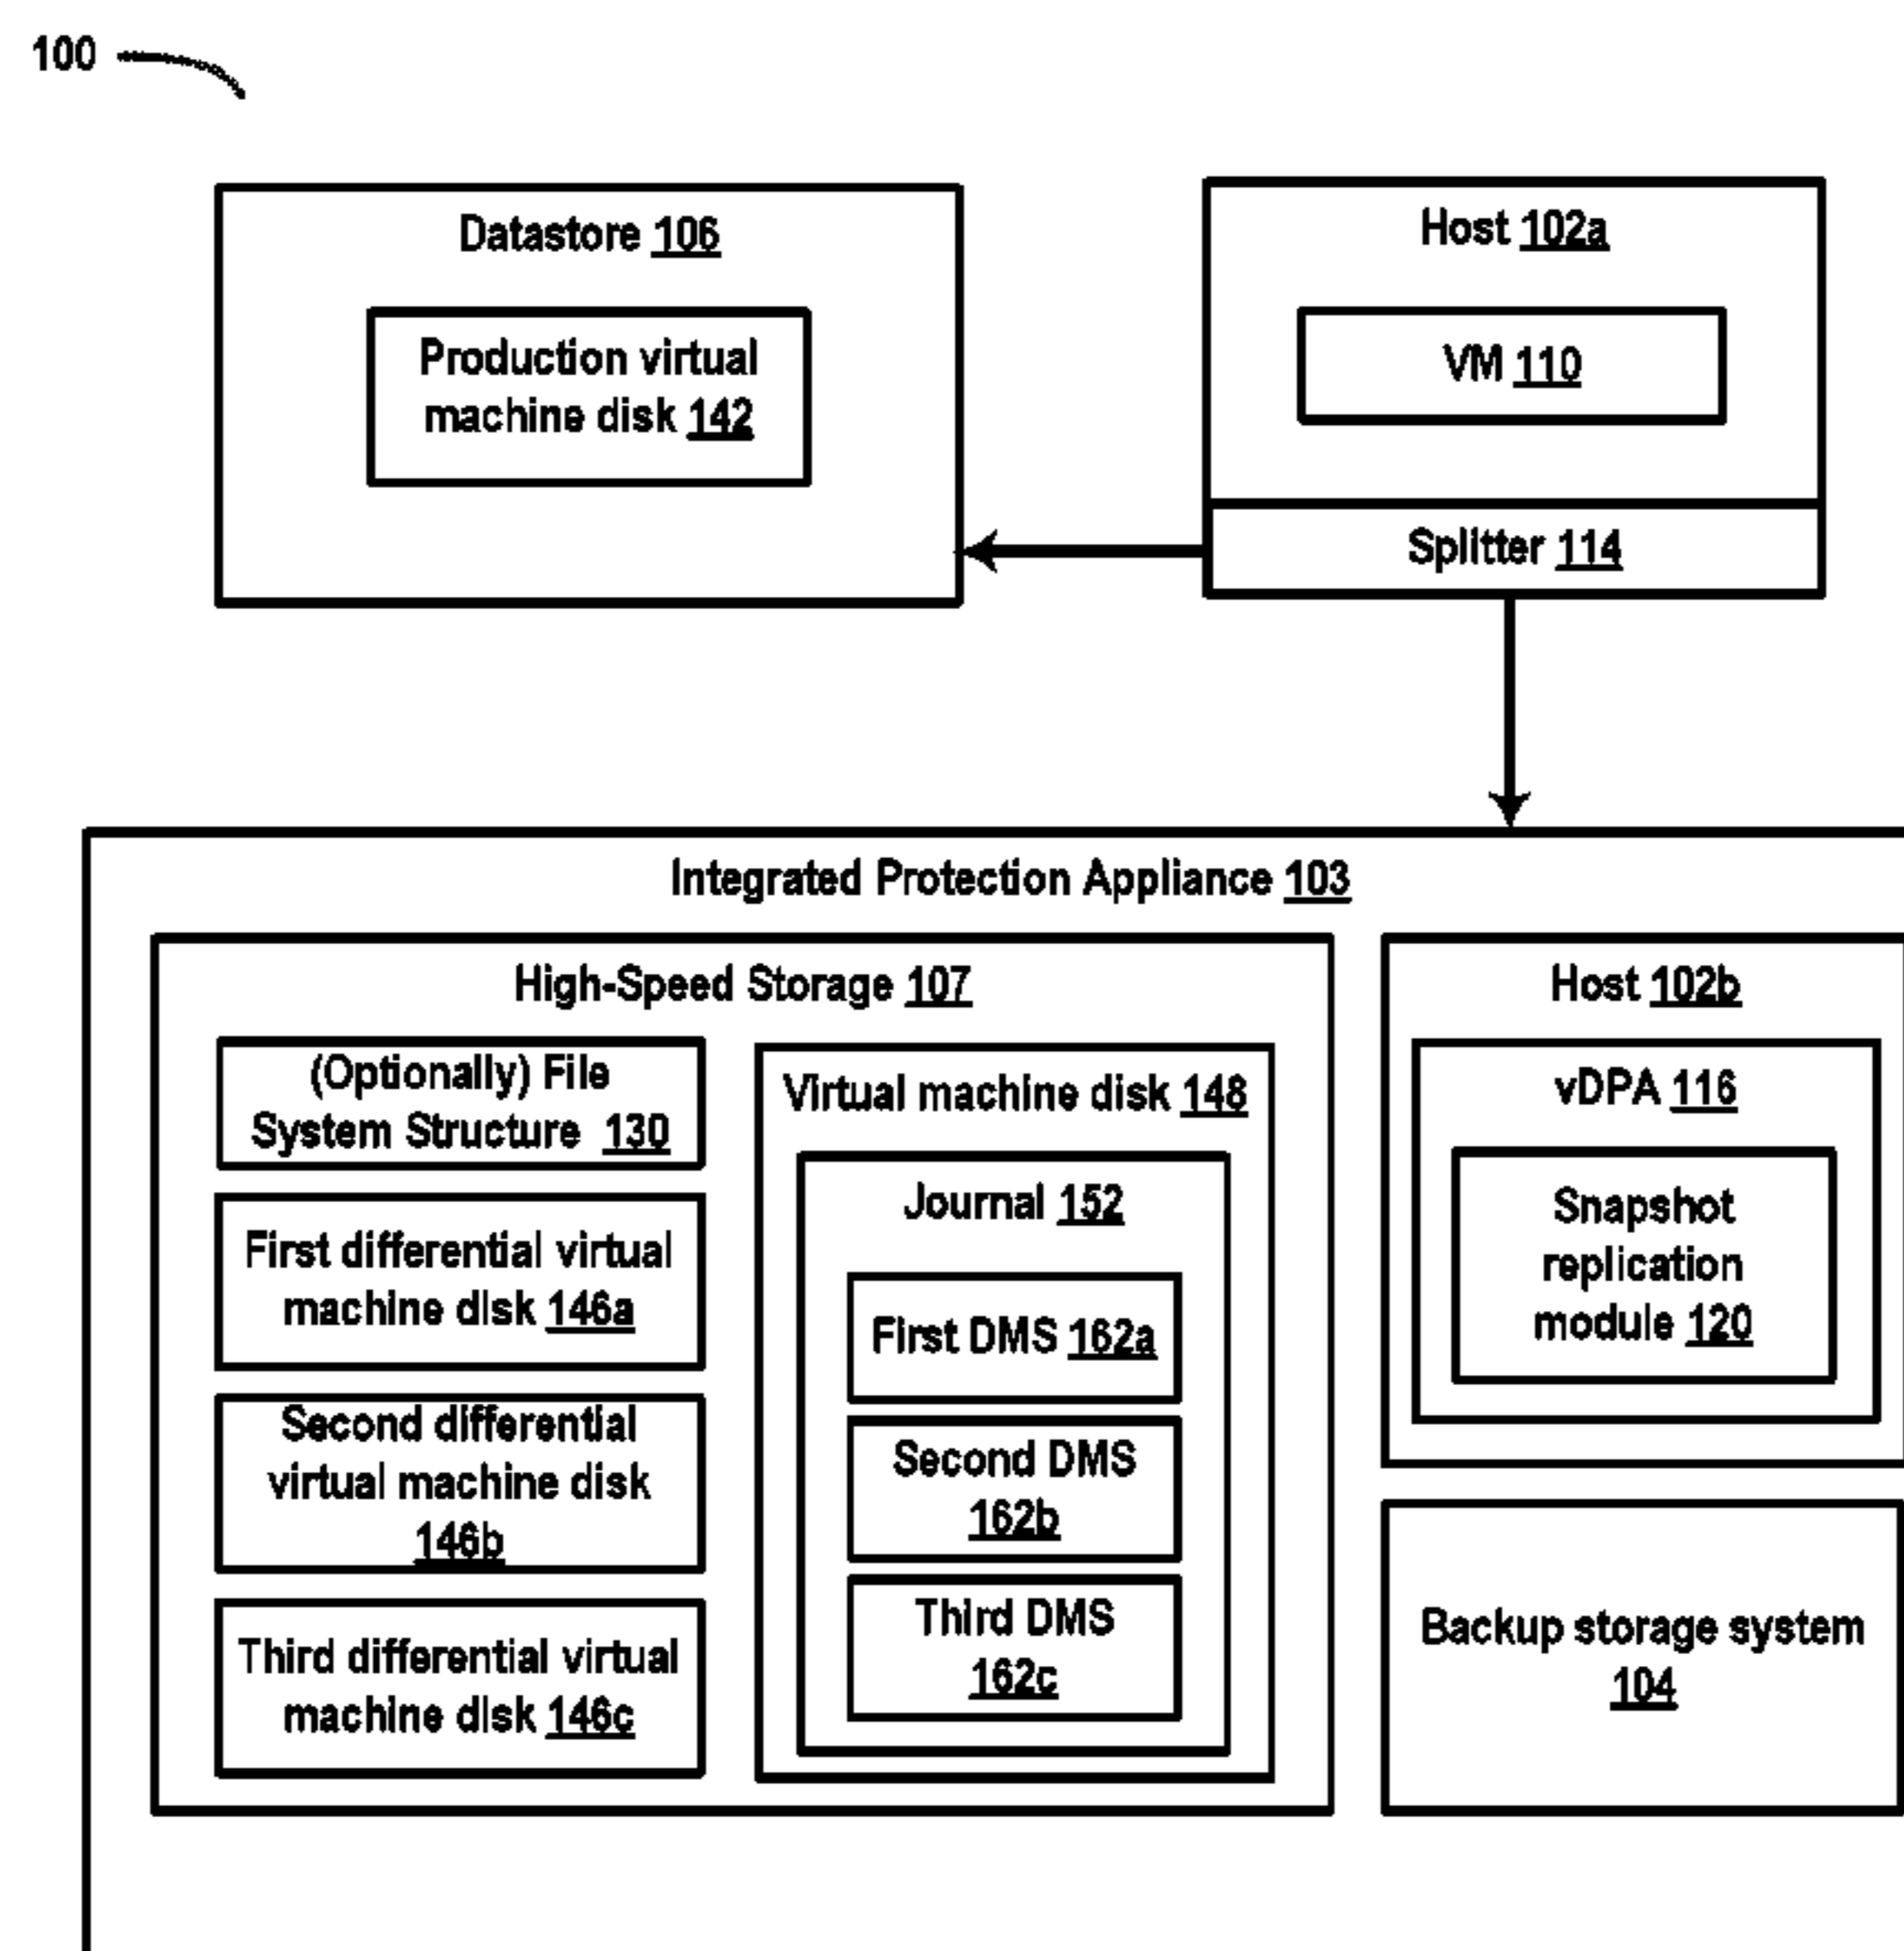 100
Datastore 106
Production virtual
machine disk 142
Host 102a
VM 110
Splitter 114
Integrated Protection Appliance 103
High-Speed Storage 107
(Optionally) File
System Structure 130
First differential virtual
machine disk 146a
Second differential
virtual machine disk
146b
Third differential virtual
machine disk 146c
Virtual machine disk 148
Journal 152
First DMS 162a
Second DMS
162b
Third DMS
162c
Host 102b
vDPA 116
Snapshot
replication
module 120
Backup storage system
104